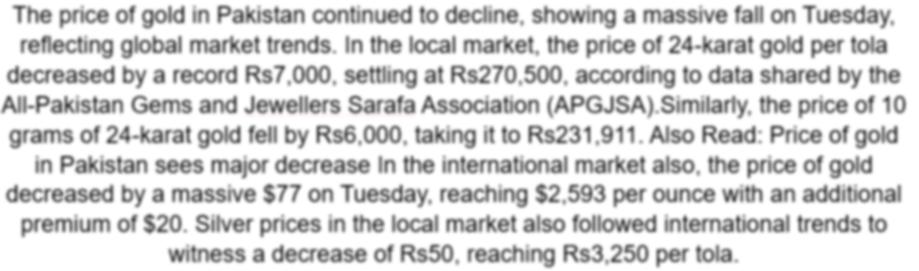 The price of gold in Pakistan continued to decline, showing a massive fall on Tuesday,
reflecting global market trends. In the local market, the price of 24-karat gold per tola
decreased by a record Rs7,000, settling at Rs270,500, according to data shared by the
All-Pakistan Gems and Jewellers Sarafa Association (APGJSA).Similarly, the price of 10
grams of 24-karat gold fell by Rs6,000, taking it to Rs231,911. Also Read: Price of gold
in Pakistan sees major decrease In the international market also, the price of gold
decreased by a massive $77 on Tuesday, reaching $2,593 per ounce with an additional
premium of $20. Silver prices in the local market also followed international trends to
witness a decrease of Rs50, reaching Rs3,250 per tola.